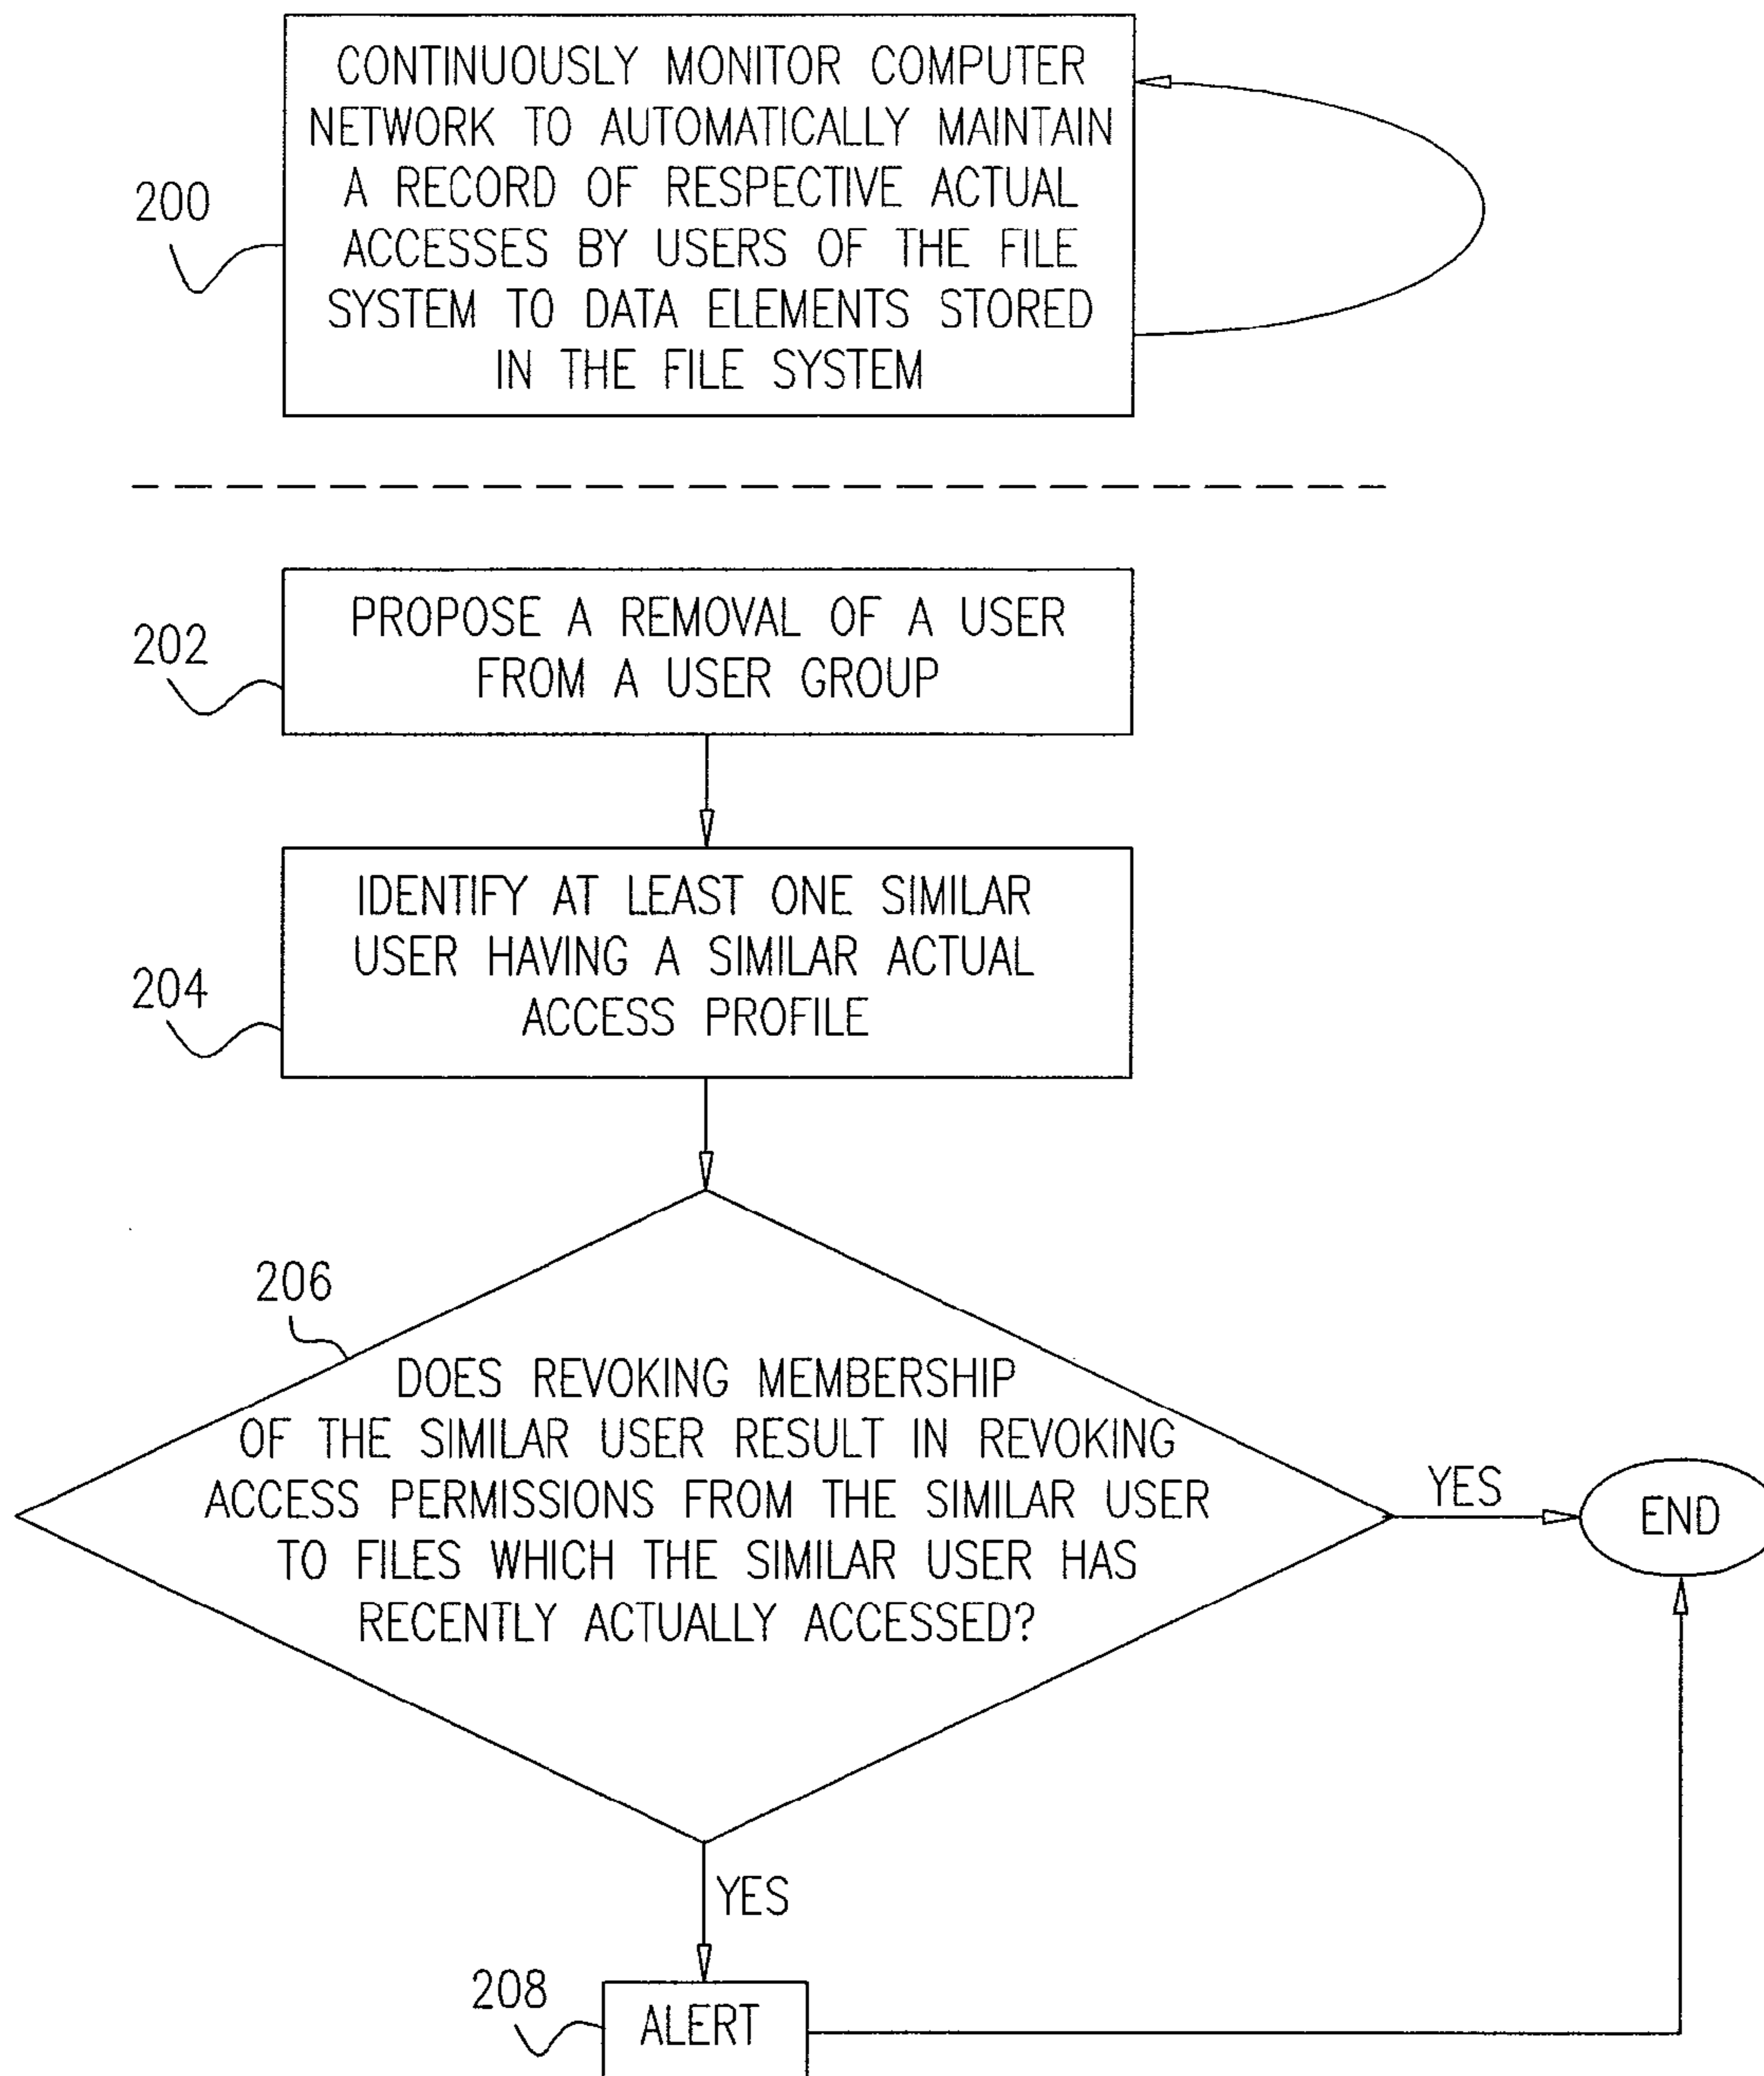 CONTINUOUSLY MONITOR COMPUTER
NETWORK TO AUTOMATICALLY MAINTAIN
A RECORD OF RESPECTIVE ACTUAL
ACCESSES BY USERS OF THE FILE
SYSTEM TO DATA ELEMENTS STORED
IN THE FILE SYSTEM
200
PROPOSE A REMOVAL OF A USER
FROM A USER GROUP
202
IDENTIFY AT LEAST ONE SIMILAR
USER HAVING A SIMILAR ACTUAL
ACCESS PROFILE
204
206
DOES REVOKING MEMBERSHIP
OF THE SIMILAR USER RESULT IN REVOKING
ACCESS PERMISSIONS FROM THE SIMILAR USER
TO FILES WHICH THE SIMILAR USER HAS
RECENTLY ACTUALLY ACCESSED?
YES
END
YES
208
ALERT